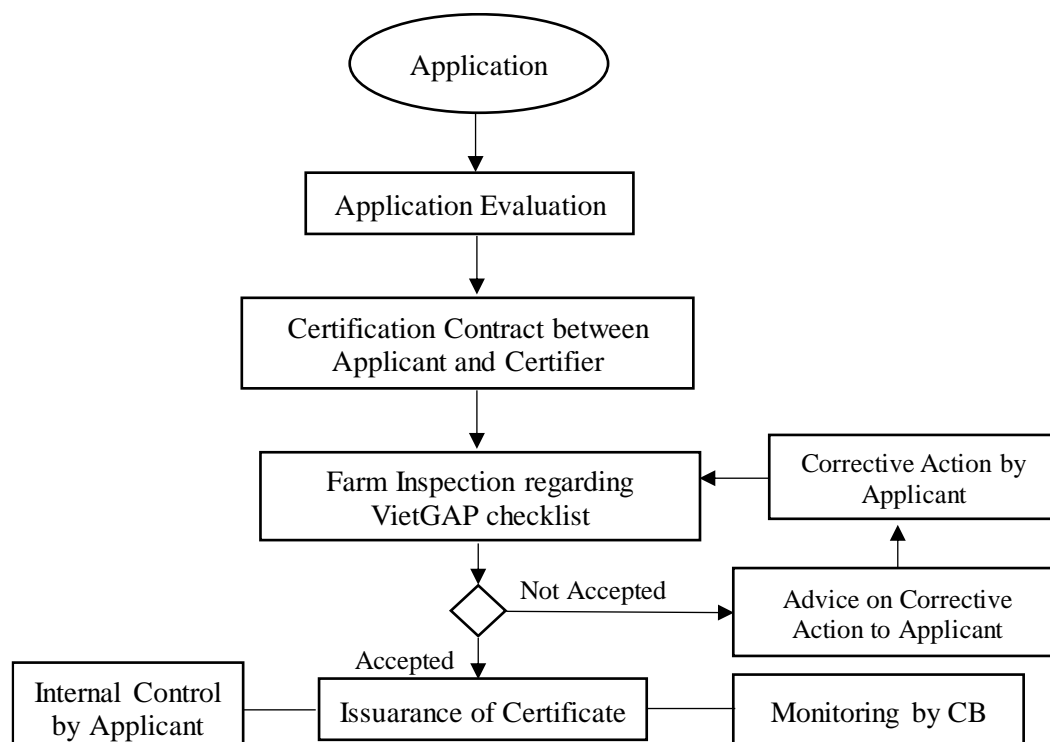 Application
Application Evaluation
Certification Contract between
Applicant and Certifier
Farm Inspection regarding
VietGAP checklist
Corrective Action by
Applicant
Not Accepted
Advice on Corrective
Action to Applicant
Accepted
Internal Control
by Applicant
Issuarance of Certificate
Monitoring by CB